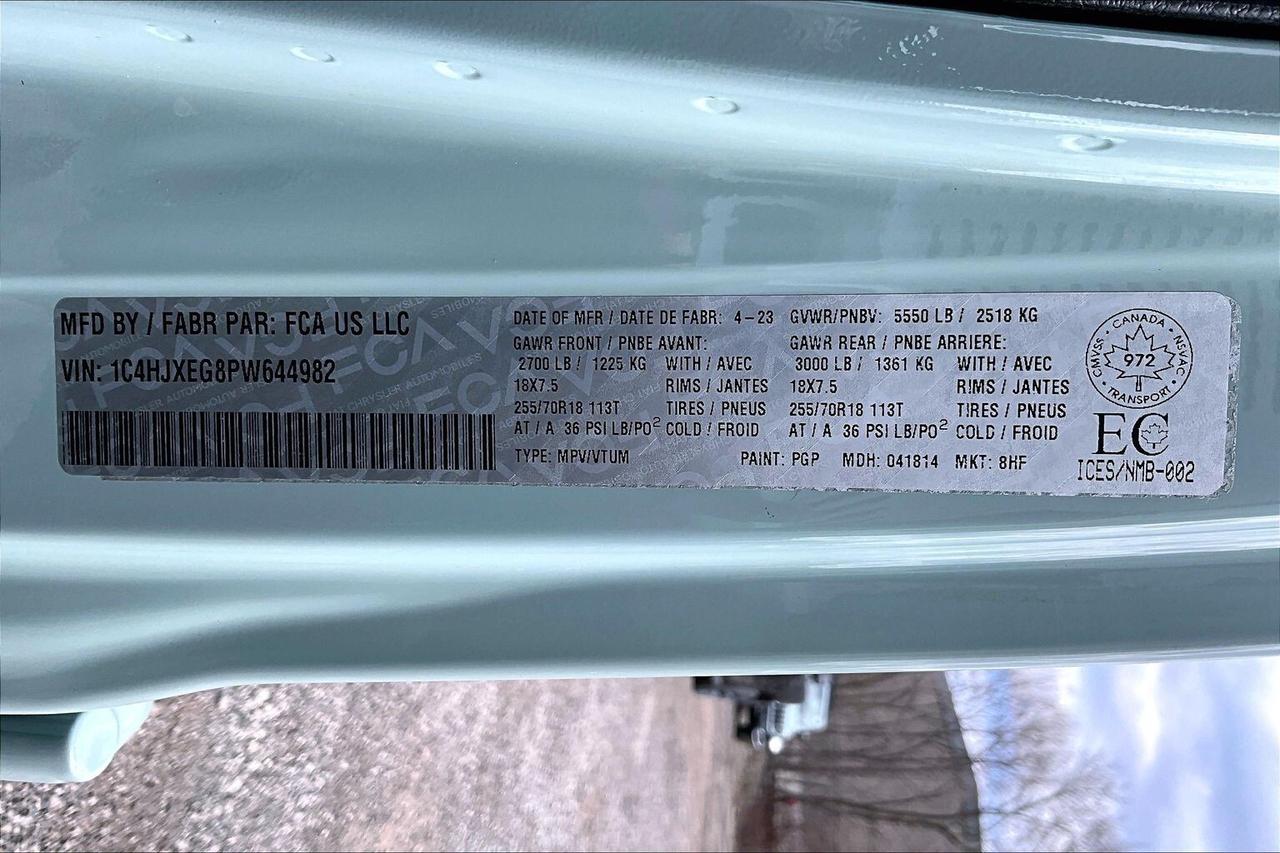 MFD BY / FABR PAR: FCA US LLC
VIN: 1C4HJXEG8PW644982
DATE OF MFR / DATE DE FABR: 4-23 GVWR/PNBV: 5550 LB / 2518 KG
GAWR FRONT / PNBE AVANT: GAWR REAR / PNBE ARRIERE:
2700 LB / 1225 KG WITH / AVEC 3000 LB / 1361 KG WITH / AVEC
18X7.5 RIMS / JANTES 18X7.5 RIMS / JANTES
255/70R18 113T TIRES / PNEUS 255/70R18 113T TIRES / PNEUS
AT / A 36 PSI LB/PO² COLD / FROID AT / A 36 PSI LB/PO² COLD / FROID
TYPE: MPV/VTUM PAINT: PGP MDH: 041814 MKT: 8HF
CANADA
CMVSS 972 NSVAC
TRANSPORT
EC
ICES/NMB-002